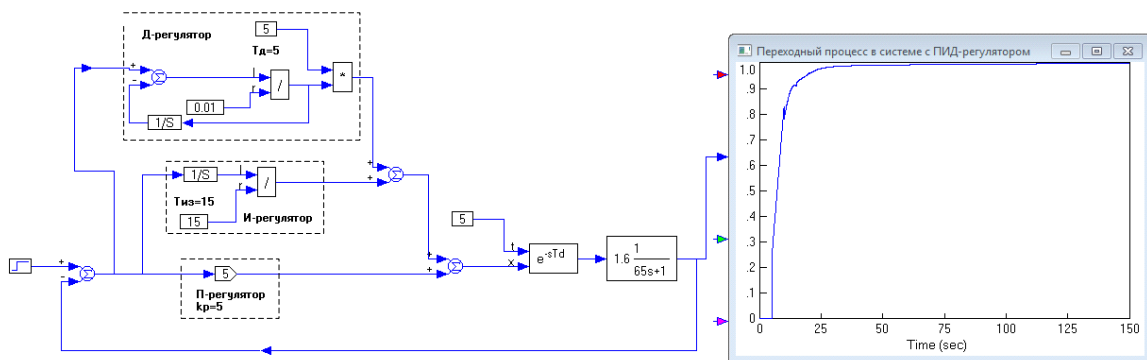 Д-регулятор
5
Tд=5
+
-
Σ
l
r
/
*
0.01
1/S
1/S
l
r
/
Tиз=15
15
И-регулятор
+
+
Σ
5
+
-
Σ
5
+
+
Σ
t
x
e-sTd
1.6 1
65s+1
П-регулятор
kp=5
Переходный процесс в системе с ПИД-регулятором
1.0
.9
.8
.7
.6
.5
.4
.3
.2
.1
0
0 25 50 75 100 125 150
Time (sec)